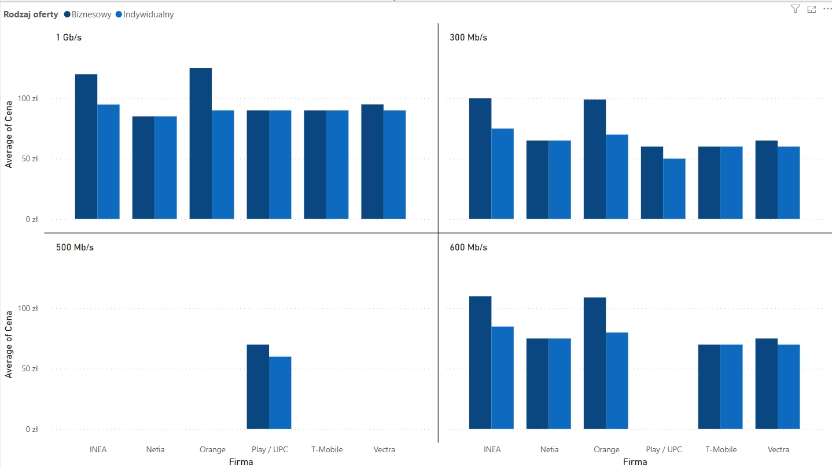 Rodzaj oferty Biznesowy Indywidualny
1 Gb/s
300 Mb/s
Average of Cena
100 zł
50 zł
0 zł
500 Mb/s
600 Mb/s
Average of Cena
100 zł
50 zł
0 zł
INEA Netia Orange Play / UPC T-Mobile Vectra
INEA Netia Orange Play / UPC T-Mobile Vectra
Firma
Firma